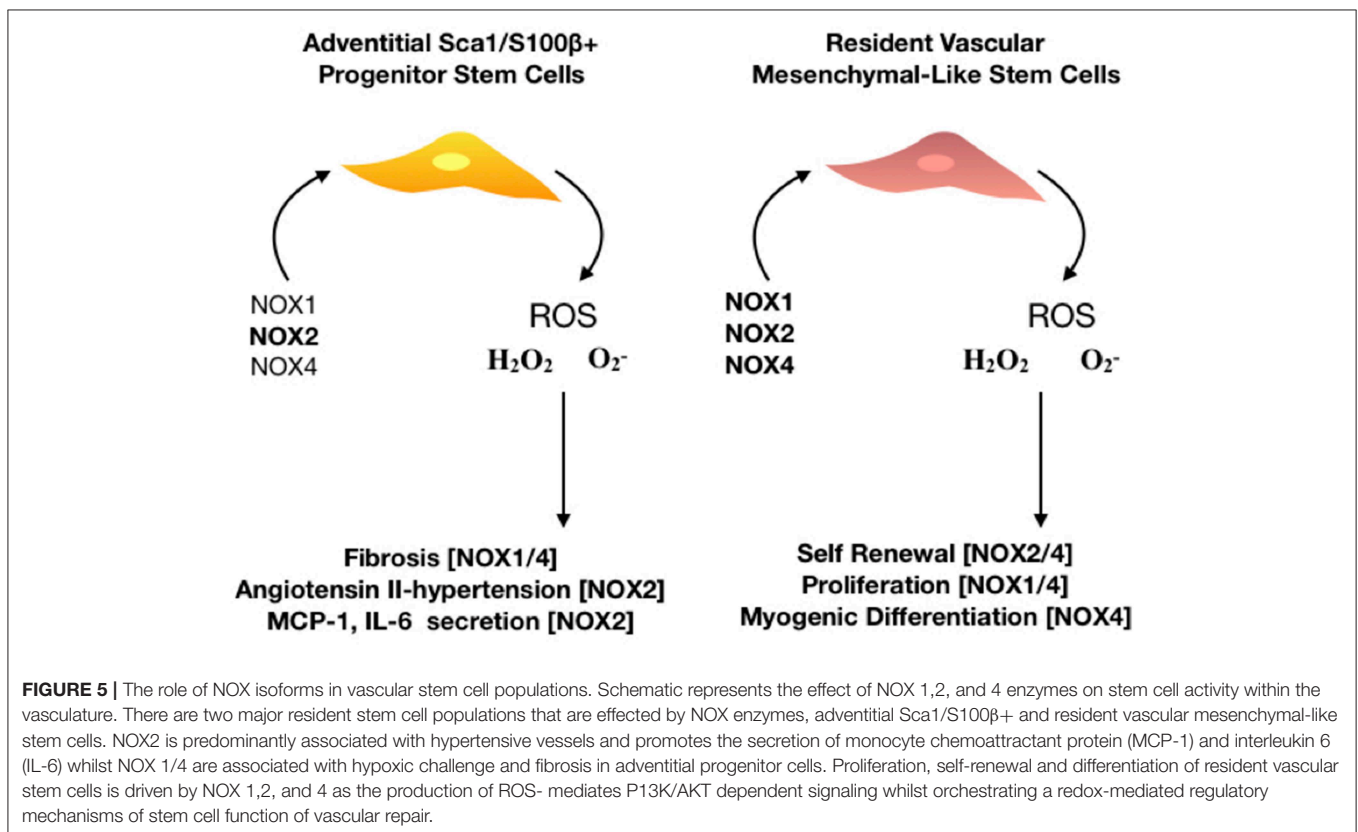 Adventitial Sca1/S100β+
Progenitor Stem Cells
NOX1
NOX2
NOX4
ROS
H₂O₂ O₂⁻
Fibrosis [NOX1/4]
Angiotensin II-hypertension [NOX2]
MCP-1, IL-6 secretion [NOX2]
Resident Vascular
Mesenchymal-Like Stem Cells
NOX1
NOX2
NOX4
ROS
H₂O₂ O₂⁻
Self Renewal [NOX2/4]
Proliferation [NOX1/4]
Myogenic Differentiation [NOX4]
FIGURE 5 | The role of NOX isoforms in vascular stem cell populations. Schematic represents the effect of NOX 1,2, and 4 enzymes on stem cell activity within the
vasculature. There are two major resident stem cell populations that are effected by NOX enzymes, adventitial Sca1/S100β+ and resident vascular mesenchymal-like
stem cells. NOX2 is predominantly associated with hypertensive vessels and promotes the secretion of monocyte chemoattractant protein (MCP-1) and interleukin 6
(IL-6) whilst NOX 1/4 are associated with hypoxic challenge and fibrosis in adventitial progenitor cells. Proliferation, self-renewal and differentiation of resident vascular
stem cells is driven by NOX 1,2, and 4 as the production of ROS- mediates P13K/AKT dependent signaling whilst orchestrating a redox-mediated regulatory
mechanisms of stem cell function of vascular repair.